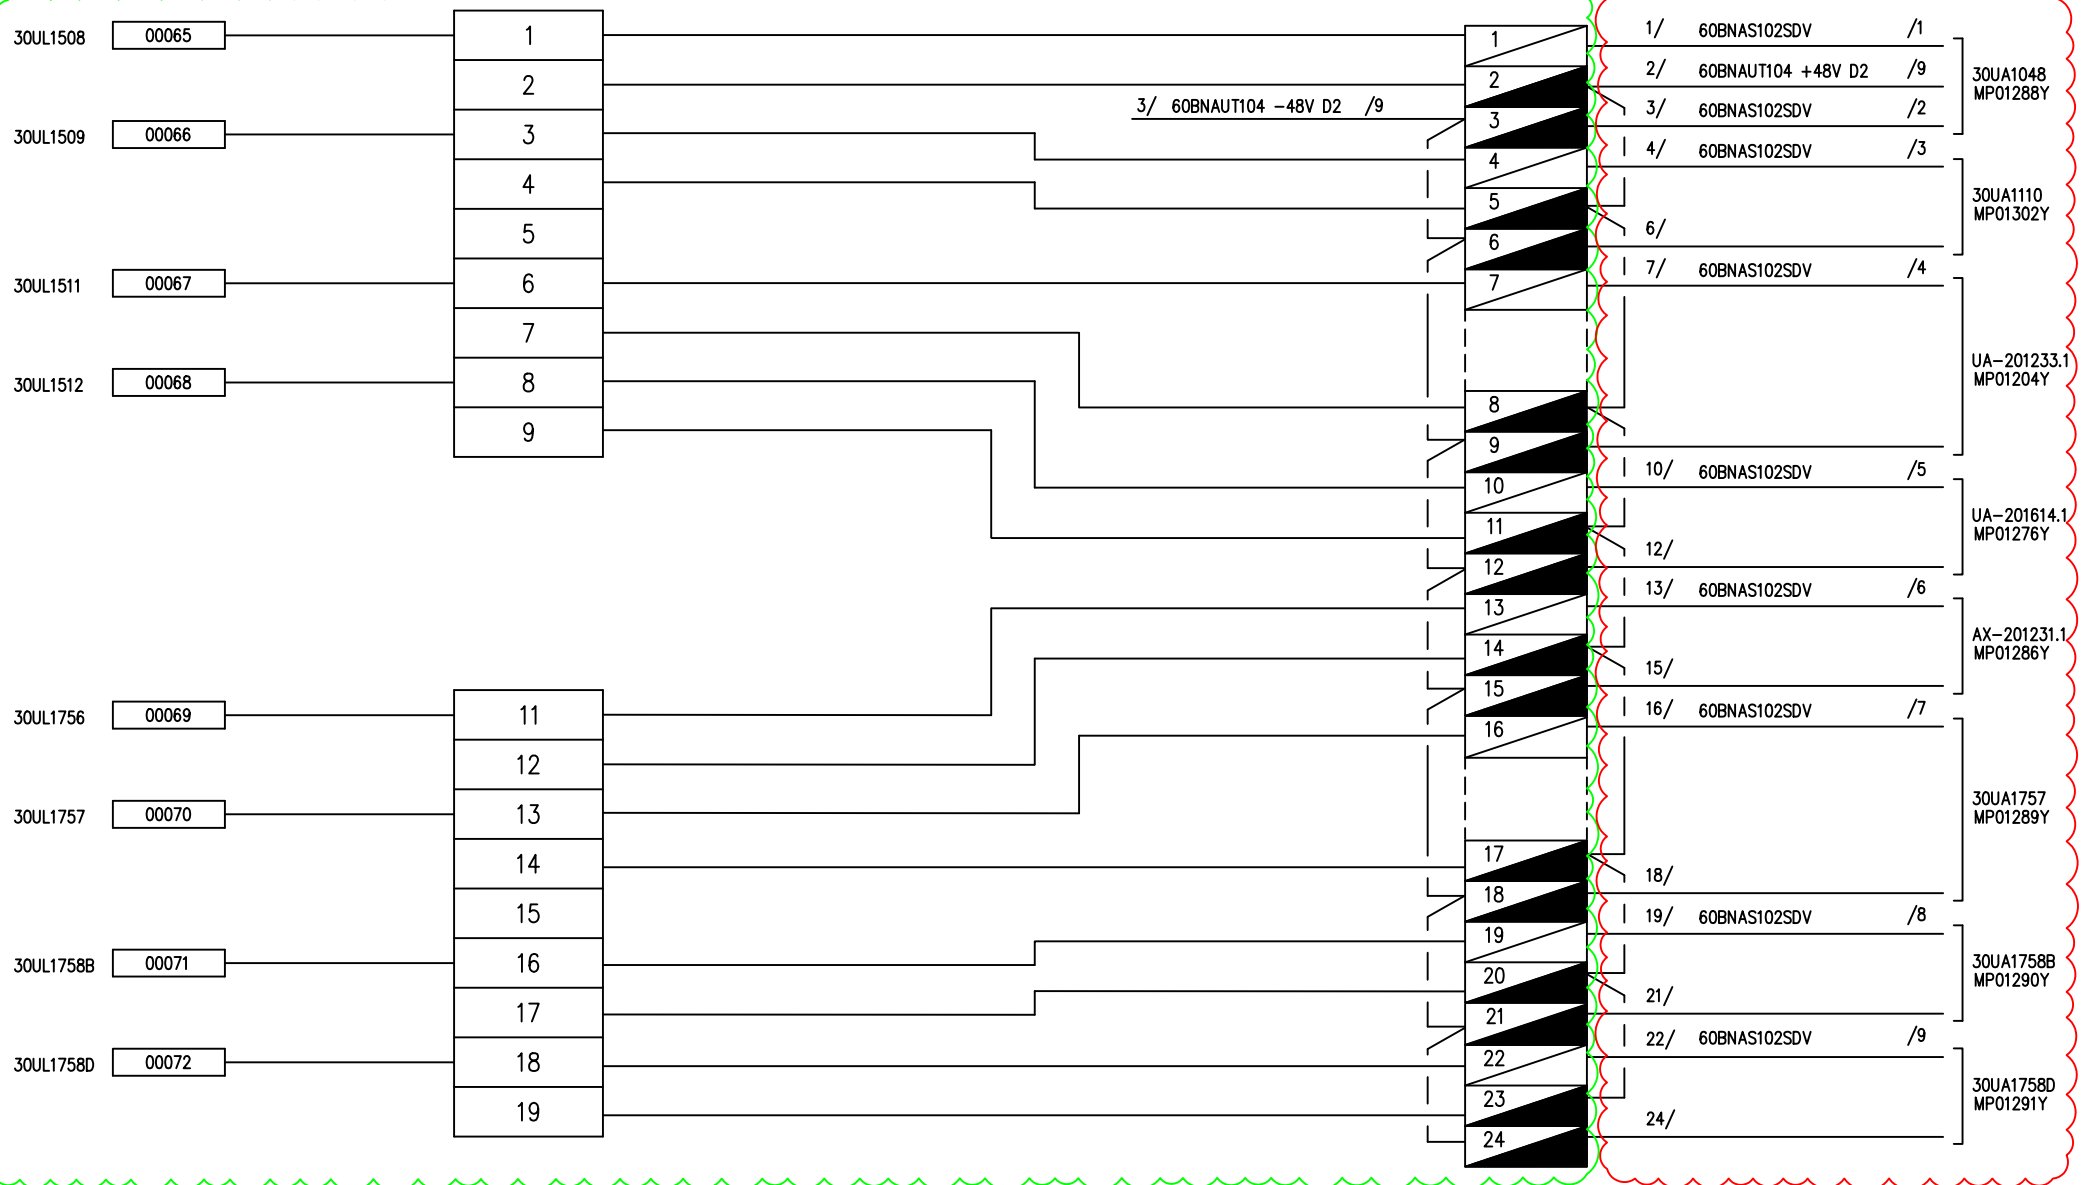 30UL1508 00065
30UL1509 00066
30UL1511 00067
30UL1512 00068
30UL1756 00069
30UL1757 00070
30UL1758B 00071
30UL1758D 00072
1
2
3
4
5
6
7
8
9
11
12
13
14
15
16
17
18
19
3/ 60BNAUT104 -48V D2 /9
1
2
3
4
5
6
7
8
9
10
11
12
13
14
15
16
17
18
19
20
21
22
23
24
1/ 60BNAS102SDV /1
2/ 60BNAUT104 +48V D2 /9
3/ 60BNAS102SDV /2
4/ 60BNAS102SDV /3
6/
7/ 60BNAS102SDV /4
10/ 60BNAS102SDV /5
12/
13/ 60BNAS102SDV /6
15/
16/ 60BNAS102SDV /7
18/
19/ 60BNAS102SDV /8
21/
22/ 60BNAS102SDV /9
24/
30UA1048
MP01288Y
30UA1110
MP01302Y
UA-201233.1
MP01204Y
UA-201614.1
MP01276Y
AX-201231.1
MP01286Y
30UA1757
MP01289Y
30UA1758B
MP01290Y
30UA1758D
MP01291Y